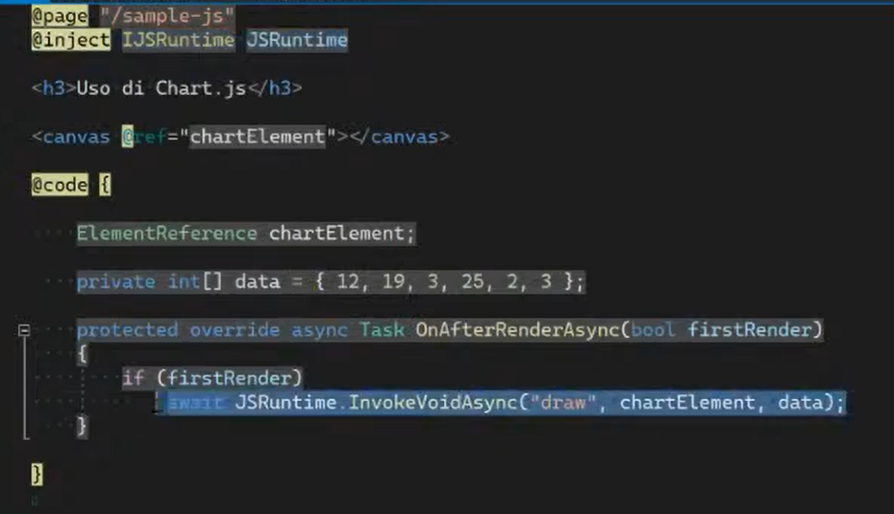 @page "/sample-js"
@inject IJSRuntime JSRuntime
<h3>Uso di Chart.js</h3>
<canvas @ref="chartElement"></canvas>
@code {
ElementReference chartElement;
private int[] data = { 12, 19, 3, 25, 2, 3 };
protected override async Task OnAfterRenderAsync(bool firstRender)
{
if (firstRender)
await JSRuntime.InvokeVoidAsync("draw", chartElement, data);
}
}